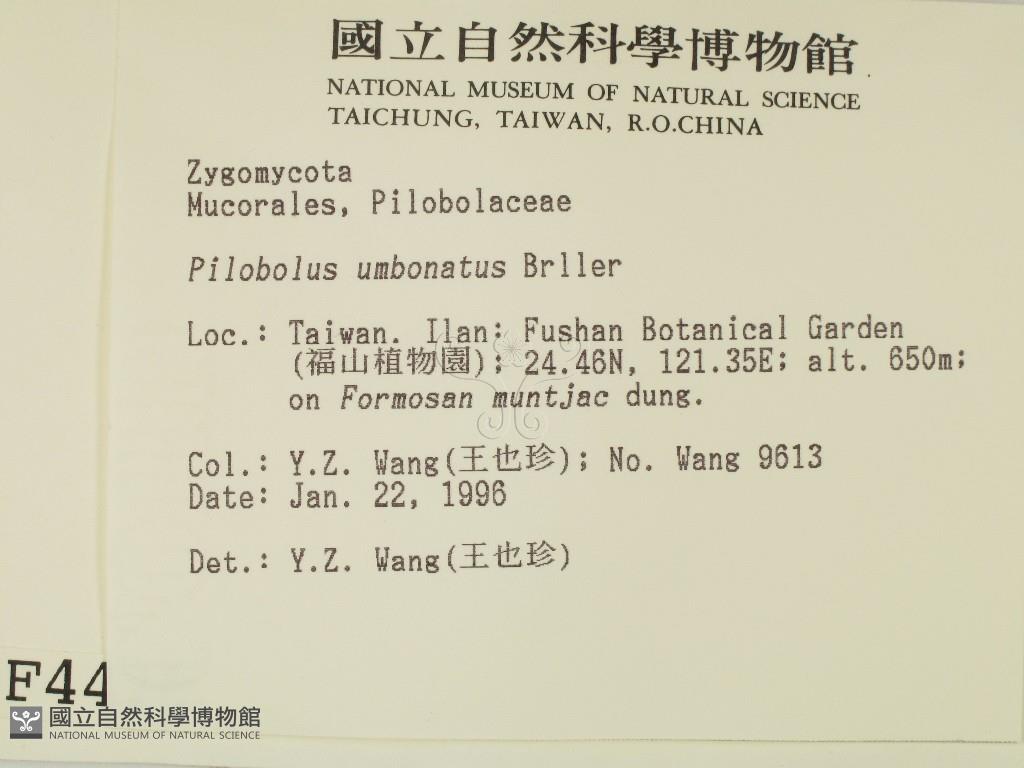 國立自然科學博物館
NATIONAL MUSEUM OF NATURAL SCIENCE
TAICHUNG, TAIWAN, R.O.CHINA
Zygomycota
Mucorales, Pilobolaceae
Pilobolus umbonatus Brller
Loc.: Taiwan. Ilan: Fushan Botanical Garden
(福山植物園); 24.46N, 121.35E; alt. 650m;
on Formosan muntjac dung.
Col.: Y.Z. Wang(王也珍); No. Wang 9613
Date: Jan. 22, 1996
Det.: Y.Z. Wang(王也珍)
F44
國立自然科學博物館
NATIONAL MUSEUM OF NATURAL SCIENCE